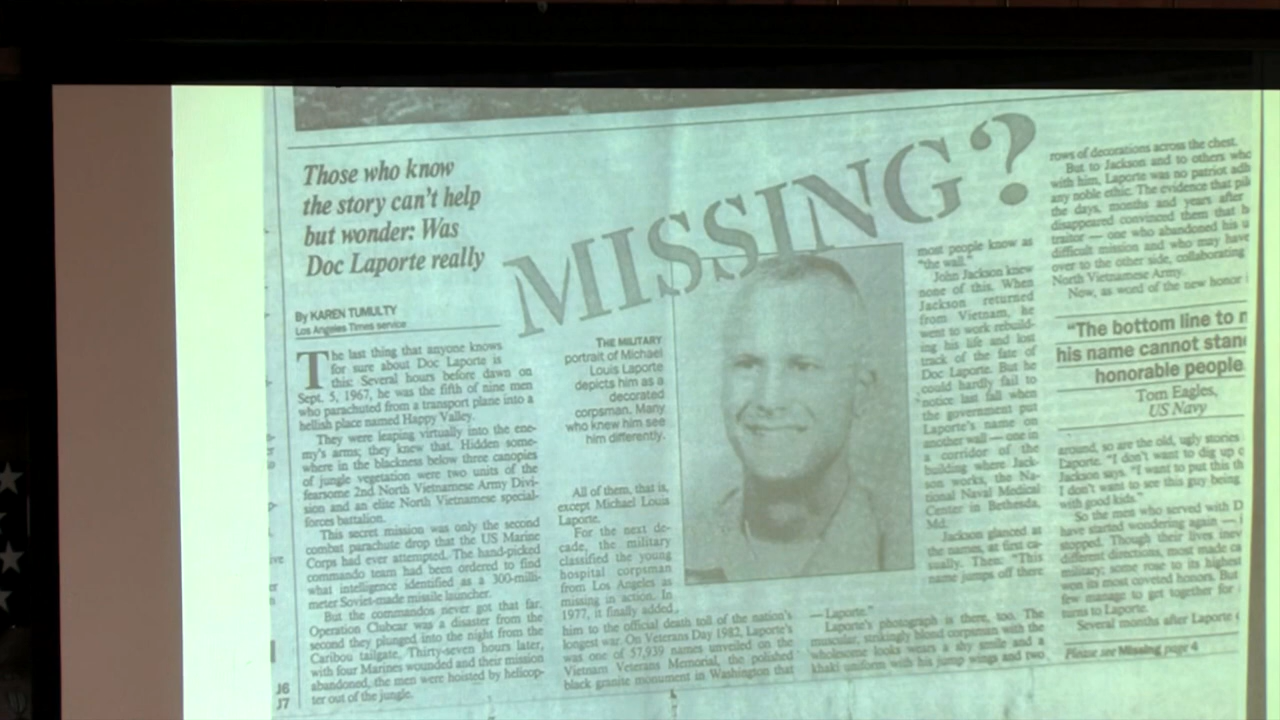 Those who know
the story can't help
but wonder: Was
Doc Laporte really
MISSING?
By KAREN TUMULTY
Los Angeles Times service
The last thing that anyone knows
for sure about Doc Laporte is
this: Several hours before dawn on
Sept. 5, 1967, he was the fifth of nine men
who parachuted from a transport plane into a
hellish place named Happy Valley.
They were leaping virtually into the ene-
my's arms; they knew that. Hidden some-
where in the blackness below three canopies
of jungle vegetation were two units of the
fearsome 2nd North Vietnamese Army Divi-
sion and an elite North Vietnamese special-
forces battalion.
This secret mission was only the second
combat parachute drop that the US Marine
Corps had ever attempted. The hand-picked
commando team had been ordered to find
what intelligence identified as a 300-milli-
meter Soviet-made missile launcher.
But the commandos never got that far.
Operation Clubcar was a disaster from the
second they plunged into the night from the
Caribou tailgate. Thirty-seven hours later,
with four Marines wounded and their mission
abandoned, the men were hoisted by helicop-
ter out of the jungle.
THE MILITARY
portrait of Michael
Louis Laporte
depicts him as a
decorated
corpsman. Many
who knew him see
him differently.
All of them, that is,
except Michael Louis
Laporte.
For the next de-
cade, the military
classified the young
hospital corpsman
from Los Angeles as
missing in action. In
1977, it finally added
him to the official death toll of the nation's
longest war. On Veterans Day 1982, Laporte's
was one of 57,939 names unveiled on the
Vietnam Veterans Memorial, the polished
black granite monument in Washington that
most people know as
"the wall."
John Jackson knew
none of this. When
Jackson returned
from Vietnam, he
went to work rebuild-
ing his life and lost
track of the fate of
Doc Laporte. But he
could hardly fail to
notice last fall when
the government put
Laporte's name on
another wall — one in
a corridor of the
building where Jack-
son works, the Na-
tional Naval Medical
Center in Bethesda,
Md.
Jackson glanced at
the names, at first ca-
sually. Then: "This
name jumps off there
—Laporte."
Laporte's photograph is there, too. The
muscular, strikingly blond corpsman with the
wholesome looks wears a shy smile and a
khaki uniform with his jump wings and two
rows of decorations across the chest.
But to Jackson and to others who
with him, Laporte was no patriot adh
any noble ethic. The evidence that pil
the days, months and years after
disappeared convinced them that h
traitor — one who abandoned his u
difficult mission and who may have
over to the other side, collaborating
North Vietnamese Army.
Now, as word of the new honor
"The bottom line to m
his name cannot stand
honorable people
Tom Eagles,
US Navy
around, so are the old, ugly stories
Laporte. "I don't want to dig up
Jackson says. "I want to put this th
I don't want to see this guy being
with good kids."
So the men who served with D
have started wondering again —
stopped. Though their lives
different directions, most made ca
military; some rose to its highest
won its most coveted honors. But
few manage to get together for
turns to Laporte.
Several months after Laporte
Please see Missing page 4
J6
J7